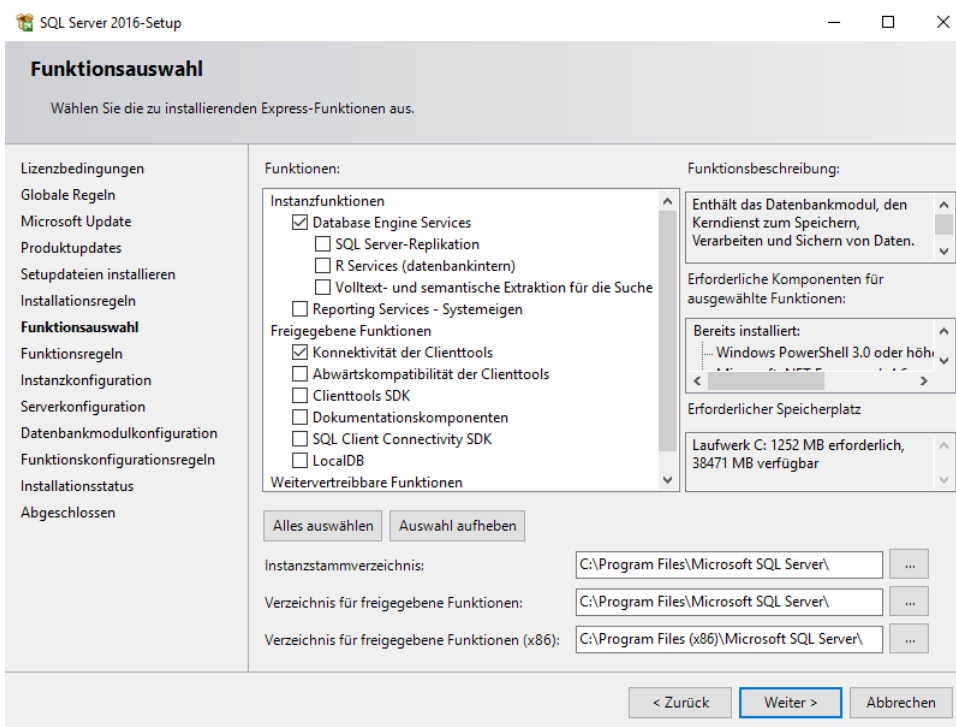 SQL Server 2016-Setup
Funktionsauswahl
Wählen Sie die zu installierenden Express-Funktionen aus.
Lizenzbedingungen
Globale Regeln
Microsoft Update
Produktupdates
Setupdateien installieren
Installationsregeln
Funktionsauswahl
Funktionsregeln
Instanzkonfiguration
Serverkonfiguration
Datenbankmodulkonfiguration
Funktionskonfigurationsregeln
Installationsstatus
Abgeschlossen
Funktionen:
Instanzfunktionen
Database Engine Services
SQL Server-Replikation
R Services (datenbankintern)
Volltext- und semantische Extraktion für die Suche
Reporting Services - Systemeigen
Freigegebene Funktionen
Konnektivität der Clienttools
Abwärtskompatibilität der Clienttools
Clienttools SDK
Dokumentationskomponenten
SQL Client Connectivity SDK
LocalDB
Weitervertreibbare Funktionen
Funktionsbeschreibung:
Enthält das Datenbankmodul, den
Kerndienst zum Speichern,
Verarbeiten und Sichern von Daten.
Erforderliche Komponenten für
ausgewählte Funktionen:
Bereits installiert:
Windows PowerShell 3.0 oder höhe
Erforderlicher Speicherplatz
Laufwerk C: 1252 MB erforderlich,
38471 MB verfügbar
Alles auswählen
Auswahl aufheben
Instanzstammverzeichnis:
C:\Program Files\Microsoft SQL Server\
...
Verzeichnis für freigegebene Funktionen:
C:\Program Files\Microsoft SQL Server\
...
Verzeichnis für freigegebene Funktionen (x86):
C:\Program Files (x86)\Microsoft SQL Server\
...
< Zurück
Weiter >
Abbrechen